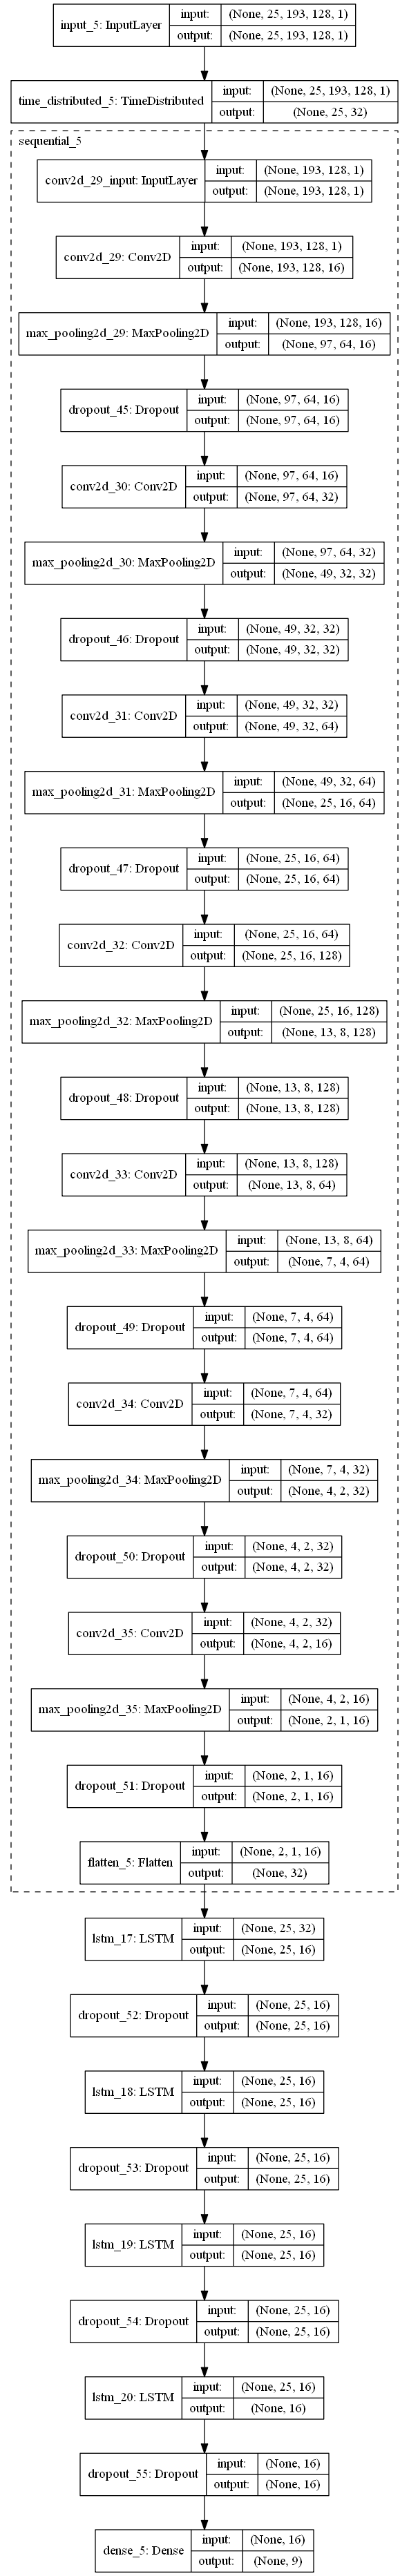 input_5: InputLayer
input: (None, 25, 193, 128, 1)
output: (None, 25, 193, 128, 1)
time_distributed_5: TimeDistributed
input: (None, 25, 193, 128, 1)
output: (None, 25, 32)
sequential_5
conv2d_29_input: InputLayer
input: (None, 193, 128, 1)
output: (None, 193, 128, 1)
conv2d_29: Conv2D
input: (None, 193, 128, 1)
output: (None, 193, 128, 16)
max_pooling2d_29: MaxPooling2D
input: (None, 193, 128, 16)
output: (None, 97, 64, 16)
dropout_45: Dropout
input: (None, 97, 64, 16)
output: (None, 97, 64, 16)
conv2d_30: Conv2D
input: (None, 97, 64, 16)
output: (None, 97, 64, 32)
max_pooling2d_30: MaxPooling2D
input: (None, 97, 64, 32)
output: (None, 49, 32, 32)
dropout_46: Dropout
input: (None, 49, 32, 32)
output: (None, 49, 32, 32)
conv2d_31: Conv2D
input: (None, 49, 32, 32)
output: (None, 49, 32, 64)
max_pooling2d_31: MaxPooling2D
input: (None, 49, 32, 64)
output: (None, 25, 16, 64)
dropout_47: Dropout
input: (None, 25, 16, 64)
output: (None, 25, 16, 64)
conv2d_32: Conv2D
input: (None, 25, 16, 64)
output: (None, 25, 16, 128)
max_pooling2d_32: MaxPooling2D
input: (None, 25, 16, 128)
output: (None, 13, 8, 128)
dropout_48: Dropout
input: (None, 13, 8, 128)
output: (None, 13, 8, 128)
conv2d_33: Conv2D
input: (None, 13, 8, 128)
output: (None, 13, 8, 64)
max_pooling2d_33: MaxPooling2D
input: (None, 13, 8, 64)
output: (None, 7, 4, 64)
dropout_49: Dropout
input: (None, 7, 4, 64)
output: (None, 7, 4, 64)
conv2d_34: Conv2D
input: (None, 7, 4, 64)
output: (None, 7, 4, 32)
max_pooling2d_34: MaxPooling2D
input: (None, 7, 4, 32)
output: (None, 4, 2, 32)
dropout_50: Dropout
input: (None, 4, 2, 32)
output: (None, 4, 2, 32)
conv2d_35: Conv2D
input: (None, 4, 2, 32)
output: (None, 4, 2, 16)
max_pooling2d_35: MaxPooling2D
input: (None, 4, 2, 16)
output: (None, 2, 1, 16)
dropout_51: Dropout
input: (None, 2, 1, 16)
output: (None, 2, 1, 16)
flatten_5: Flatten
input: (None, 2, 1, 16)
output: (None, 32)
lstm_17: LSTM
input: (None, 25, 32)
output: (None, 25, 16)
dropout_52: Dropout
input: (None, 25, 16)
output: (None, 25, 16)
lstm_18: LSTM
input: (None, 25, 16)
output: (None, 25, 16)
dropout_53: Dropout
input: (None, 25, 16)
output: (None, 25, 16)
lstm_19: LSTM
input: (None, 25, 16)
output: (None, 25, 16)
dropout_54: Dropout
input: (None, 25, 16)
output: (None, 25, 16)
lstm_20: LSTM
input: (None, 25, 16)
output: (None, 16)
dropout_55: Dropout
input: (None, 16)
output: (None, 16)
dense_5: Dense
input: (None, 16)
output: (None, 9)